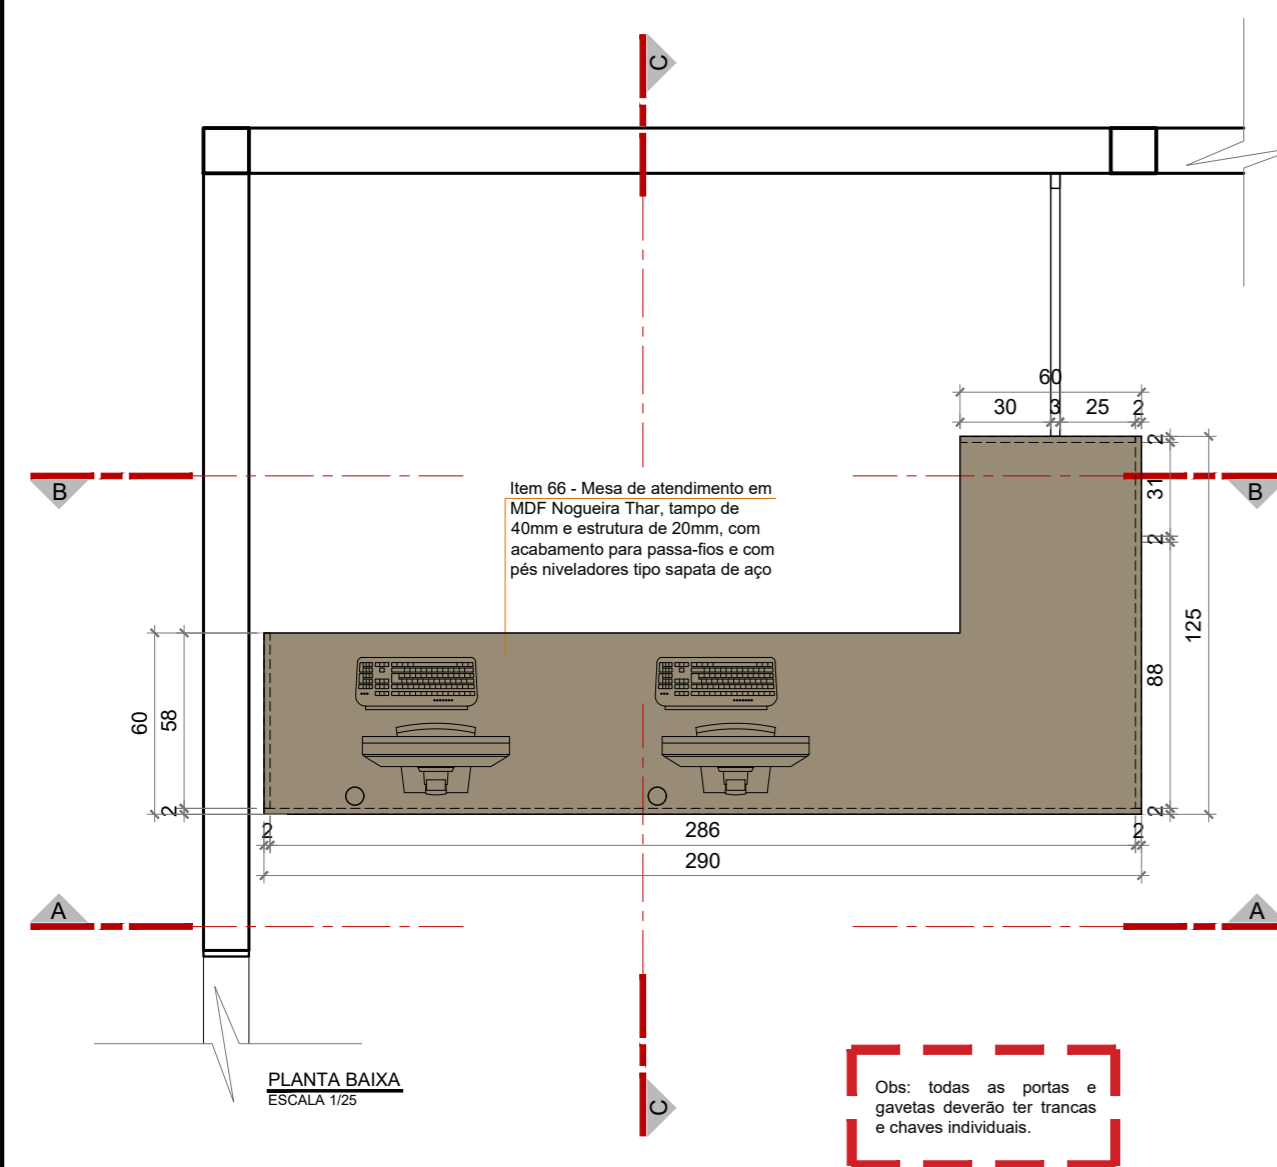 C
60
30 3 25 2
2
B
Item 66 - Mesa de atendimento em
MDF Nogueira Thar, tampo de
40mm e estrutura de 20mm, com
acabamento para passa-fios e com
pés niveladores tipo sapata de aço
31
B
2
125
88
60
58
2
2
2 286 2
290
A
A
PLANTA BAIXA
ESCALA 1/25
C
Obs: todas as portas e
gavetas deverão ter trancas
e chaves individuais.